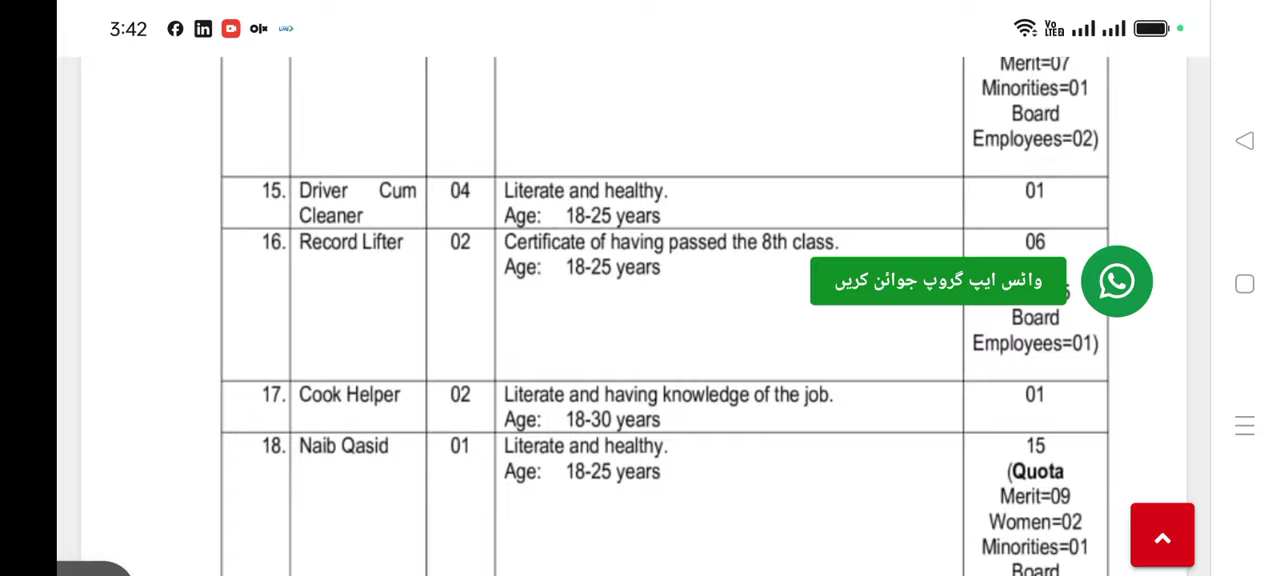 3:42
olx
Vo
LTE2
Merit=07
Minorities=01
Board
Employees=02)
15. Driver Cum Cleaner 04 Literate and healthy. 01
Age: 18-25 years
16. Record Lifter 02 Certificate of having passed the 8th class. 06
Age: 18-25 years
واٹس ایپ گروپ جوائن کریں
Board
Employees=01)
17. Cook Helper 02 Literate and having knowledge of the job. 01
Age: 18-30 years
18. Naib Qasid 01 Literate and healthy. 15
Age: 18-25 years (Quota
Merit=09
Women=02
Minorities=01
Board